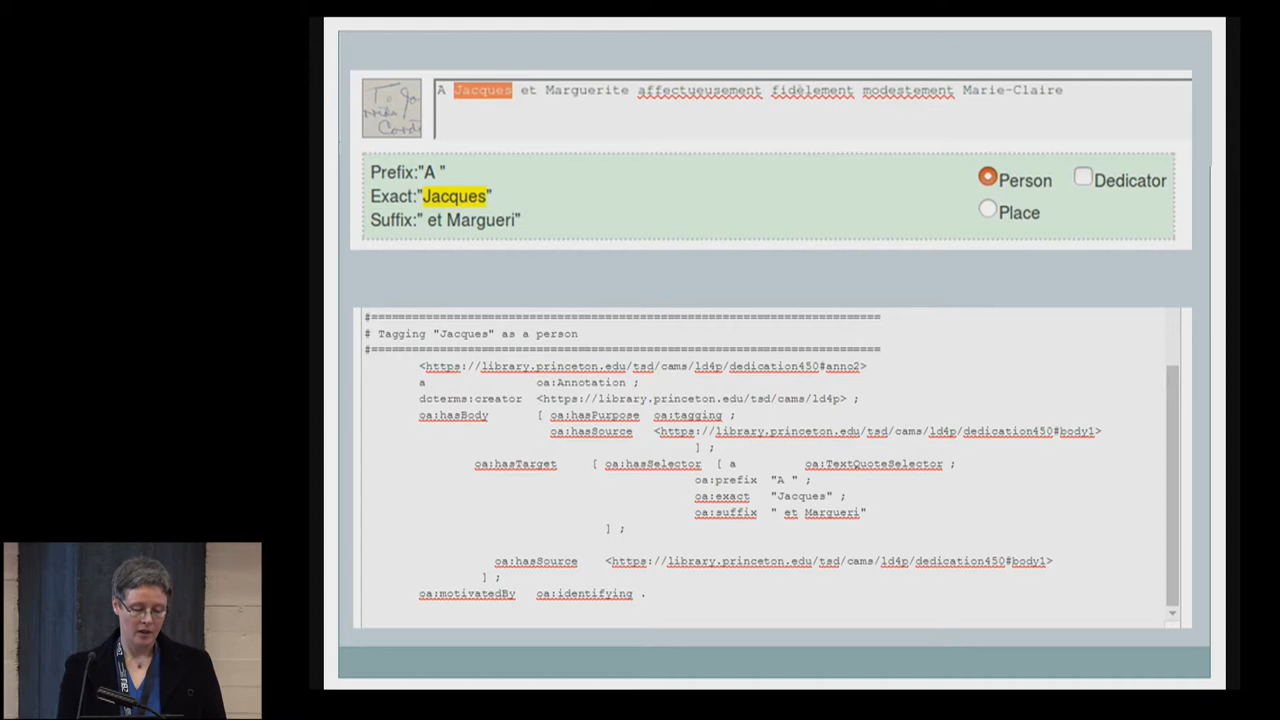 A Jacques et Marguerite affectueusement fidèlement modestement Marie-Claire
Prefix:"A "
Exact:"Jacques"
Suffix:" et Margueri"
Person
Dedicator
Place
#==============================================================================
# Tagging "Jacques" as a person
#==============================================================================
<https://library.princeton.edu/tsd/cams/ld4p/dedication450#anno2>
a oa:Annotation ;
dcterms:creator <https://library.princeton.edu/tsd/cams/ld4p> ;
oa:hasBody [ oa:hasPurpose oa:tagging ;
oa:hasSource <https://library.princeton.edu/tsd/cams/ld4p/dedication450#body1>
] ;
oa:hasTarget [ oa:hasSelector [ a oa:TextQuoteSelector ;
oa:prefix "A " ;
oa:exact "Jacques" ;
oa:suffix " et Margueri"
] ;
oa:hasSource <https://library.princeton.edu/tsd/cams/ld4p/dedication450#body1>
] ;
oa:motivatedBy oa:identifying .